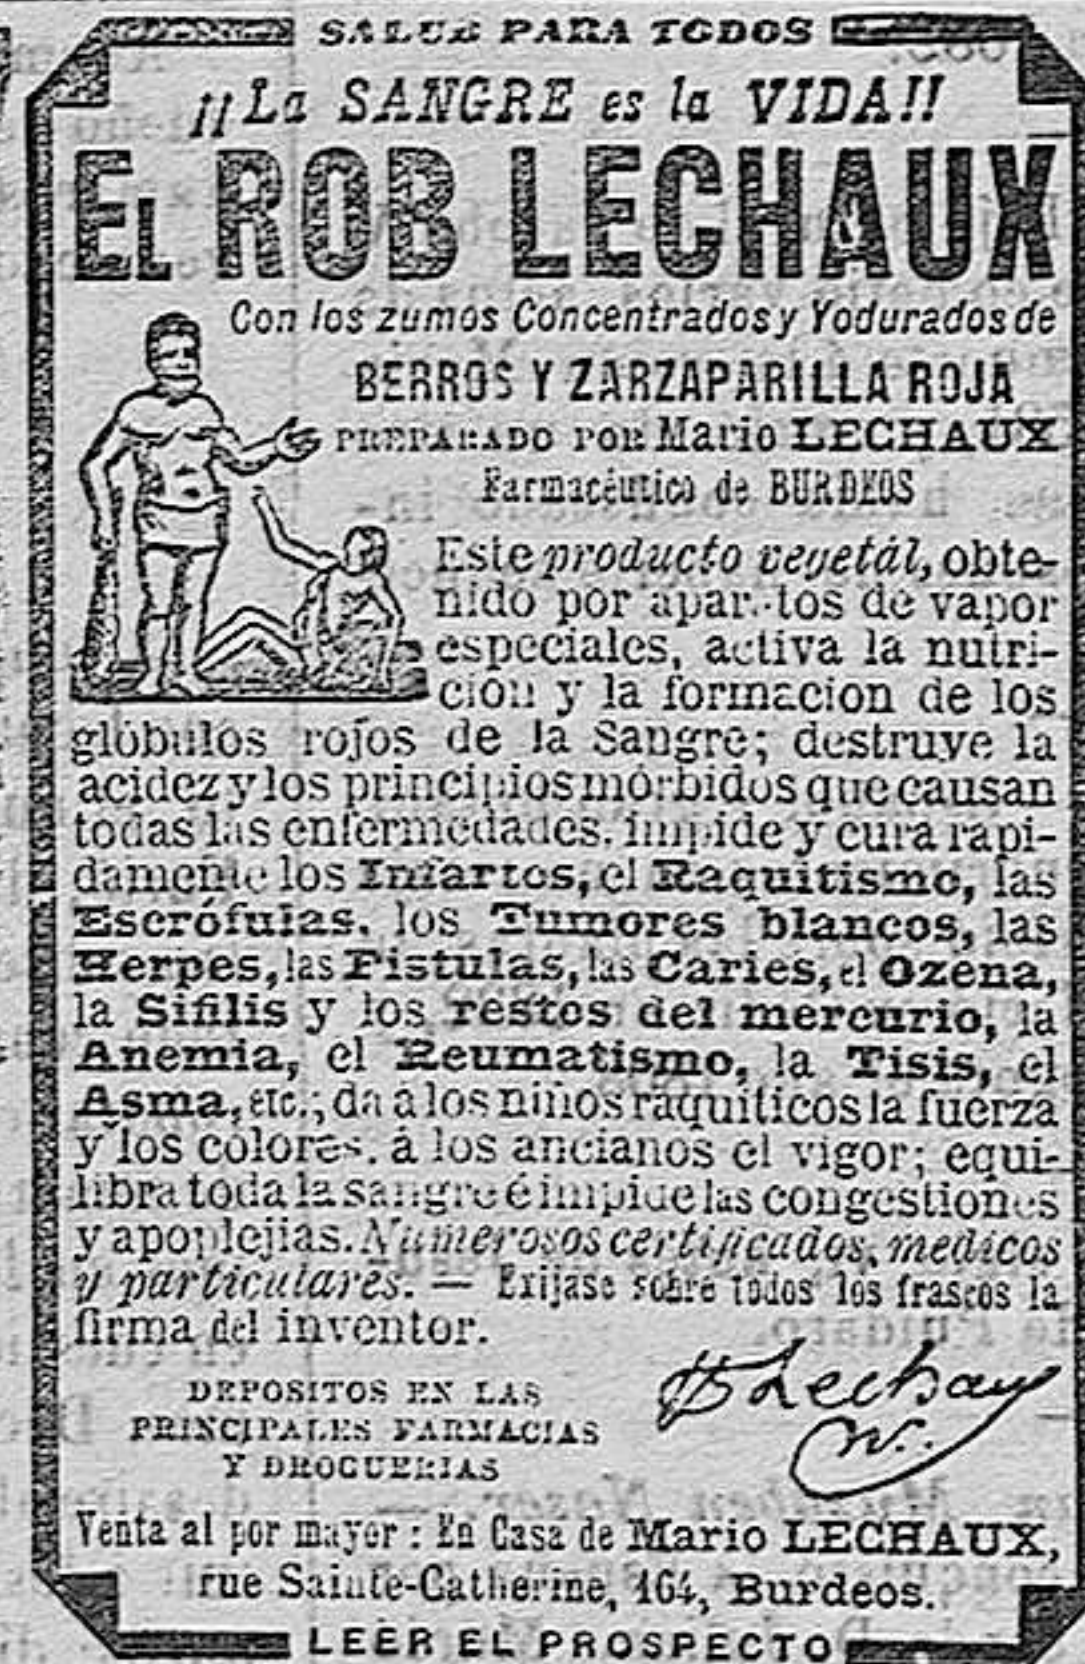 SALUD PARA TODOS
¡¡La SANGRE es la VIDA!!
EL ROB LECHAUX
Con los zumos Concentrados y Yodurados de
BERROS Y ZARZAPARILLA ROJA
PREPARADO POR Mario LECHAUX
Farmacéutico de BURDEOS
Este producto vegetál, obte-
nido por aparatos de vapor
especiales, activa la nutri-
ción y la formacion de los
glóbulos rojos de la Sangre; destruye la
acidez y los principios mórbidos que causan
todas las enfermedades. impide y cura rapi-
damente los Infartos, el Raquitismo, las
Escrófulas, los Tumores blancos, las
Herpes, las Fistulas, las Caries, el Ozena,
la Sifilis y los restos del mercurio, la
Anemia, el Reumatismo, la Tisis, el
Asma, etc.; da á los niños raquiticos la fuerza
y los colores, á los ancianos el vigor; equi-
libra toda la sangre é impide las congestiones
y apoplejias. Numerosos certificados, medicos
y particulares. — Exijase sobre todos los frascos la
firma del inventor.
Lechaux
DEPOSITOS EN LAS
PRINCIPALES FARMACIAS
Y DROGUERIAS
Venta al por mayor : En Casa de Mario LECHAUX,
rue Sainte-Catherine, 164, Burdeos.
LEER EL PROSPECTO